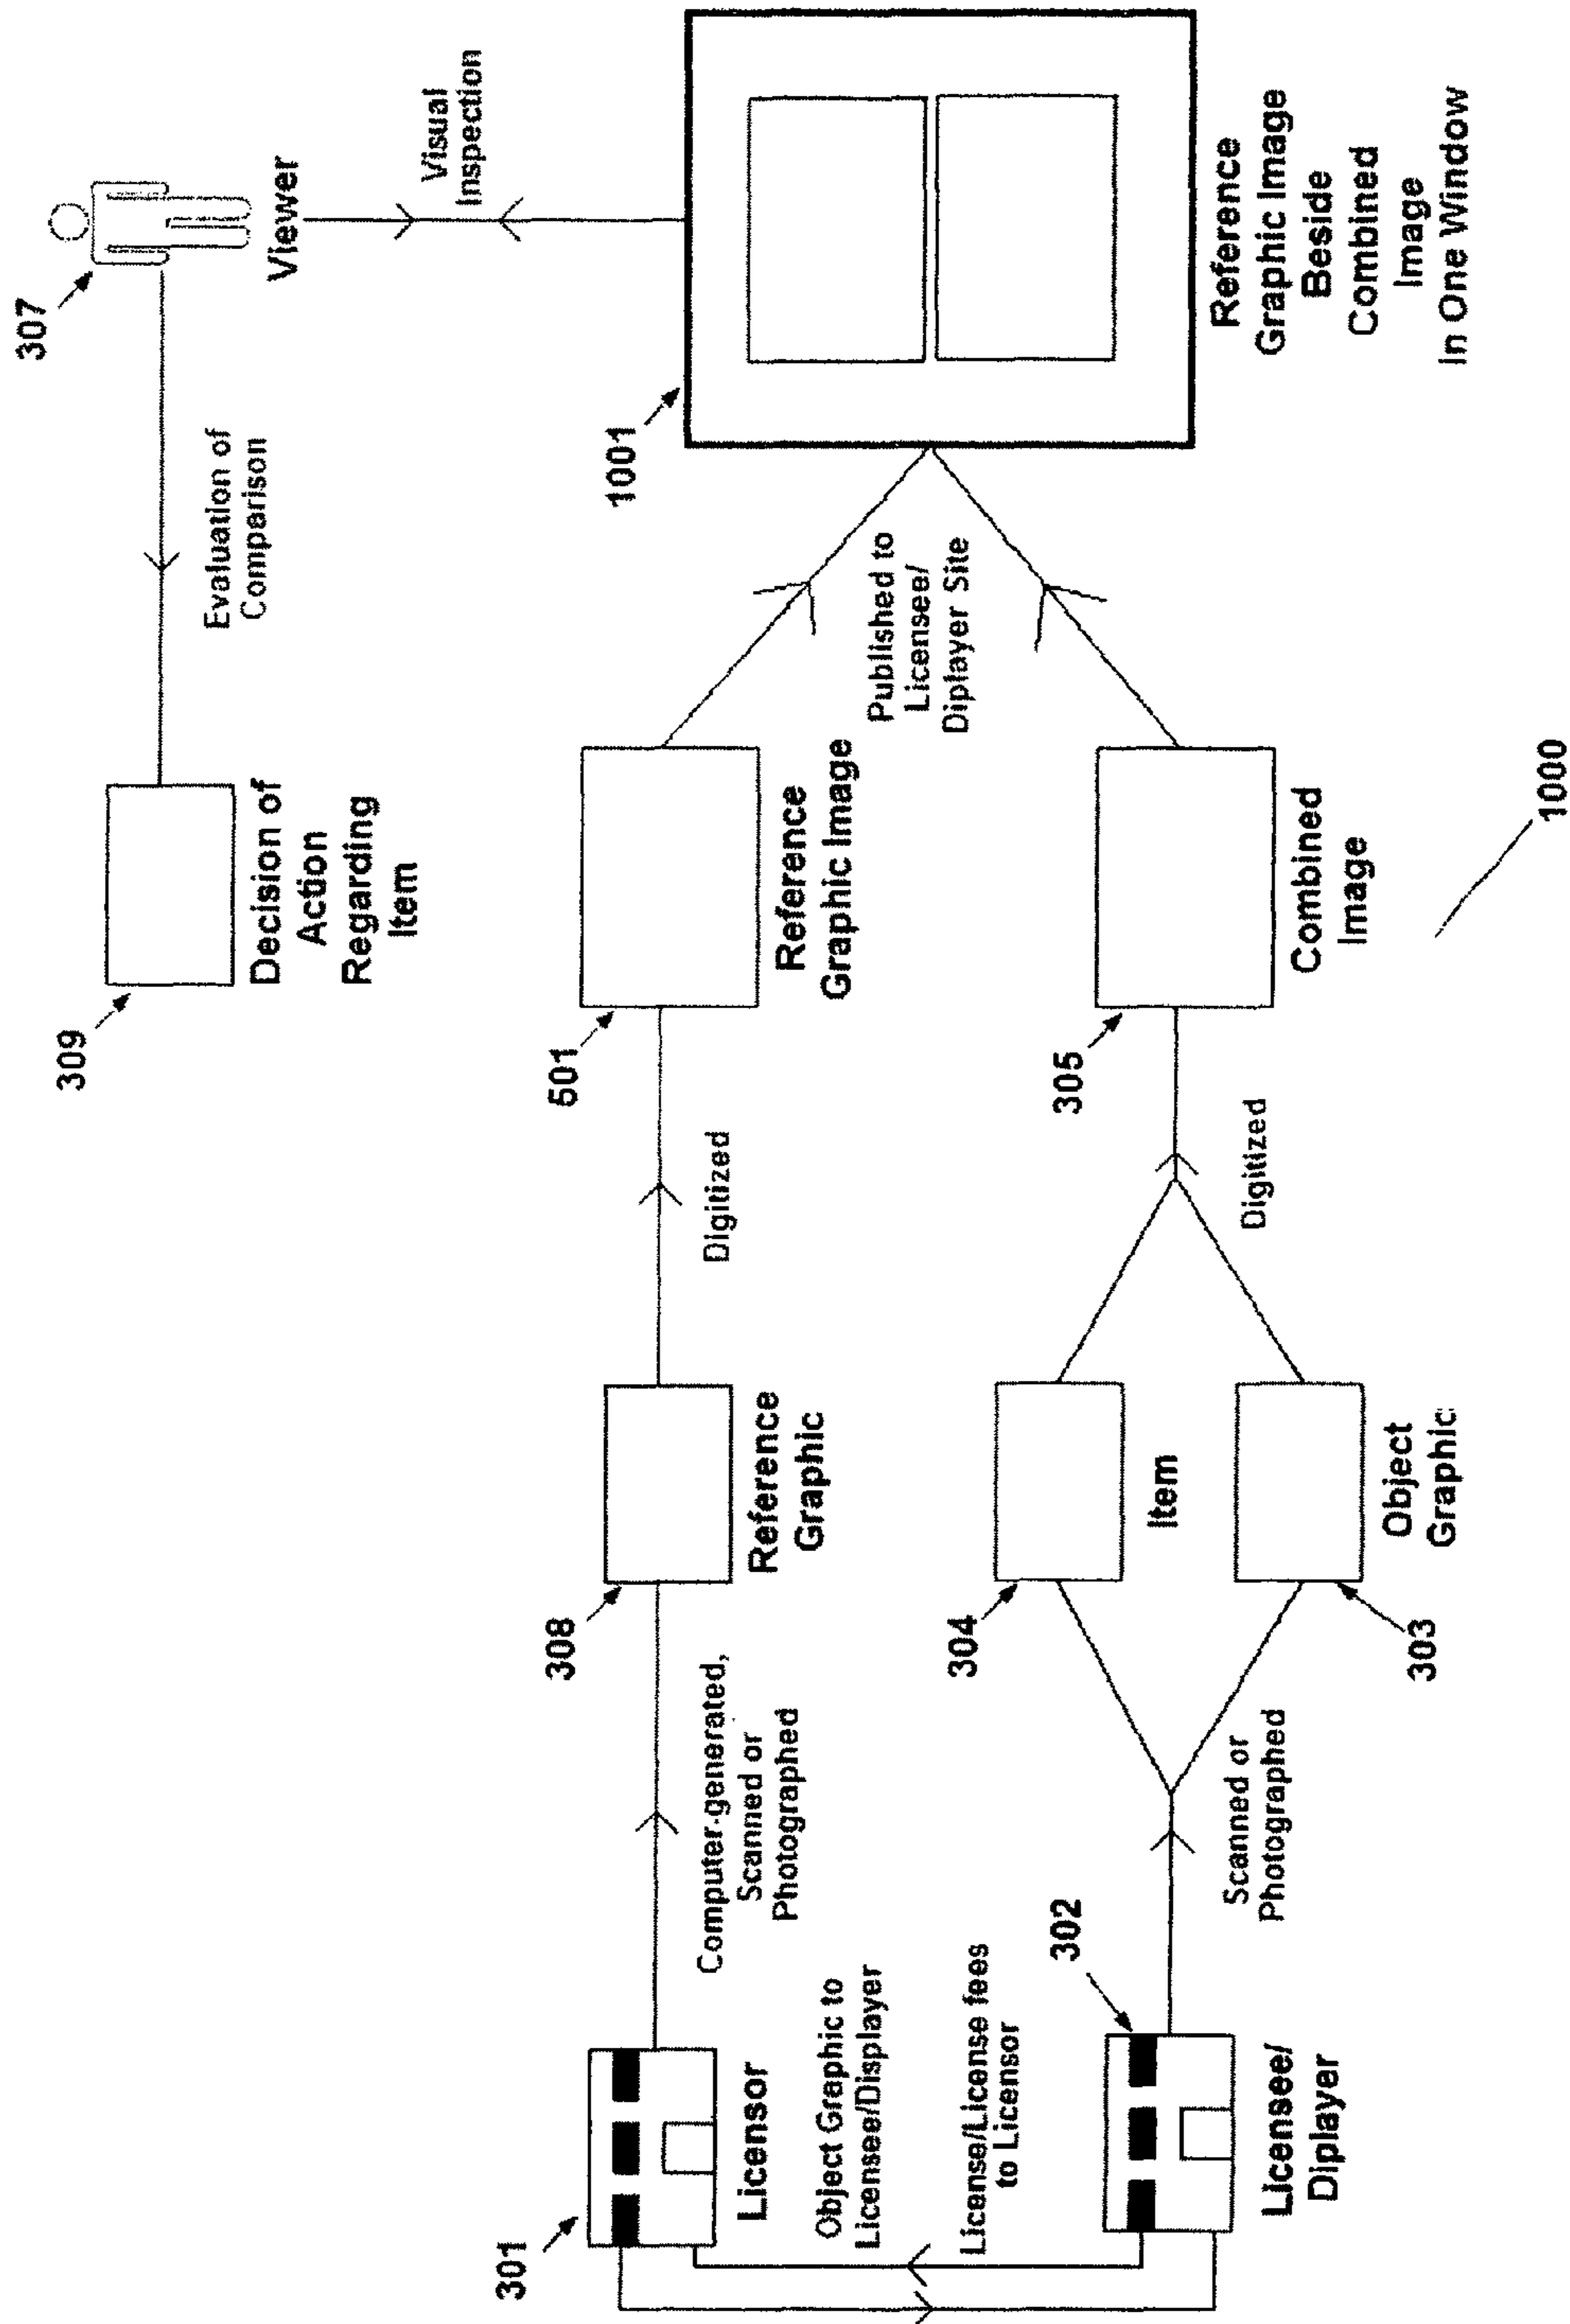 301
Licensor
Object Graphic to
Licensee/Displayer
License/License fees
to Licensor
302
Licensee/
Diplayer
Computer-generated,
Scanned or
Photographed
Scanned or
Photographed
308
Reference
Graphic
304
Item
303
Object
Graphic
Digitized
Digitized
501
Reference
Graphic Image
305
Combined
Image
Published to
Licensee/
Diplayer Site
309
Decision of
Action
Regarding
Item
Evaluation of
Comparison
307
Viewer
Visual
Inspection
1001
Reference
Graphic Image
Beside
Combined
Image
in One Window
1000